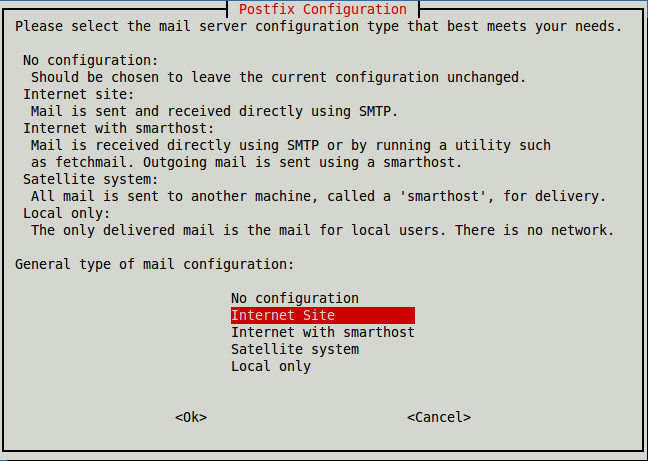 Postfix Configuration
Please select the mail server configuration type that best meets your needs.
No configuration:
Should be chosen to leave the current configuration unchanged.
Internet site:
Mail is sent and received directly using SMTP.
Internet with smarthost:
Mail is received directly using SMTP or by running a utility such
as fetchmail. Outgoing mail is sent using a smarthost.
Satellite system:
All mail is sent to another machine, called a 'smarthost', for delivery.
Local only:
The only delivered mail is the mail for local users. There is no network.
General type of mail configuration:
No configuration
Internet Site
Internet with smarthost
Satellite system
Local only
<Ok> <Cancel>